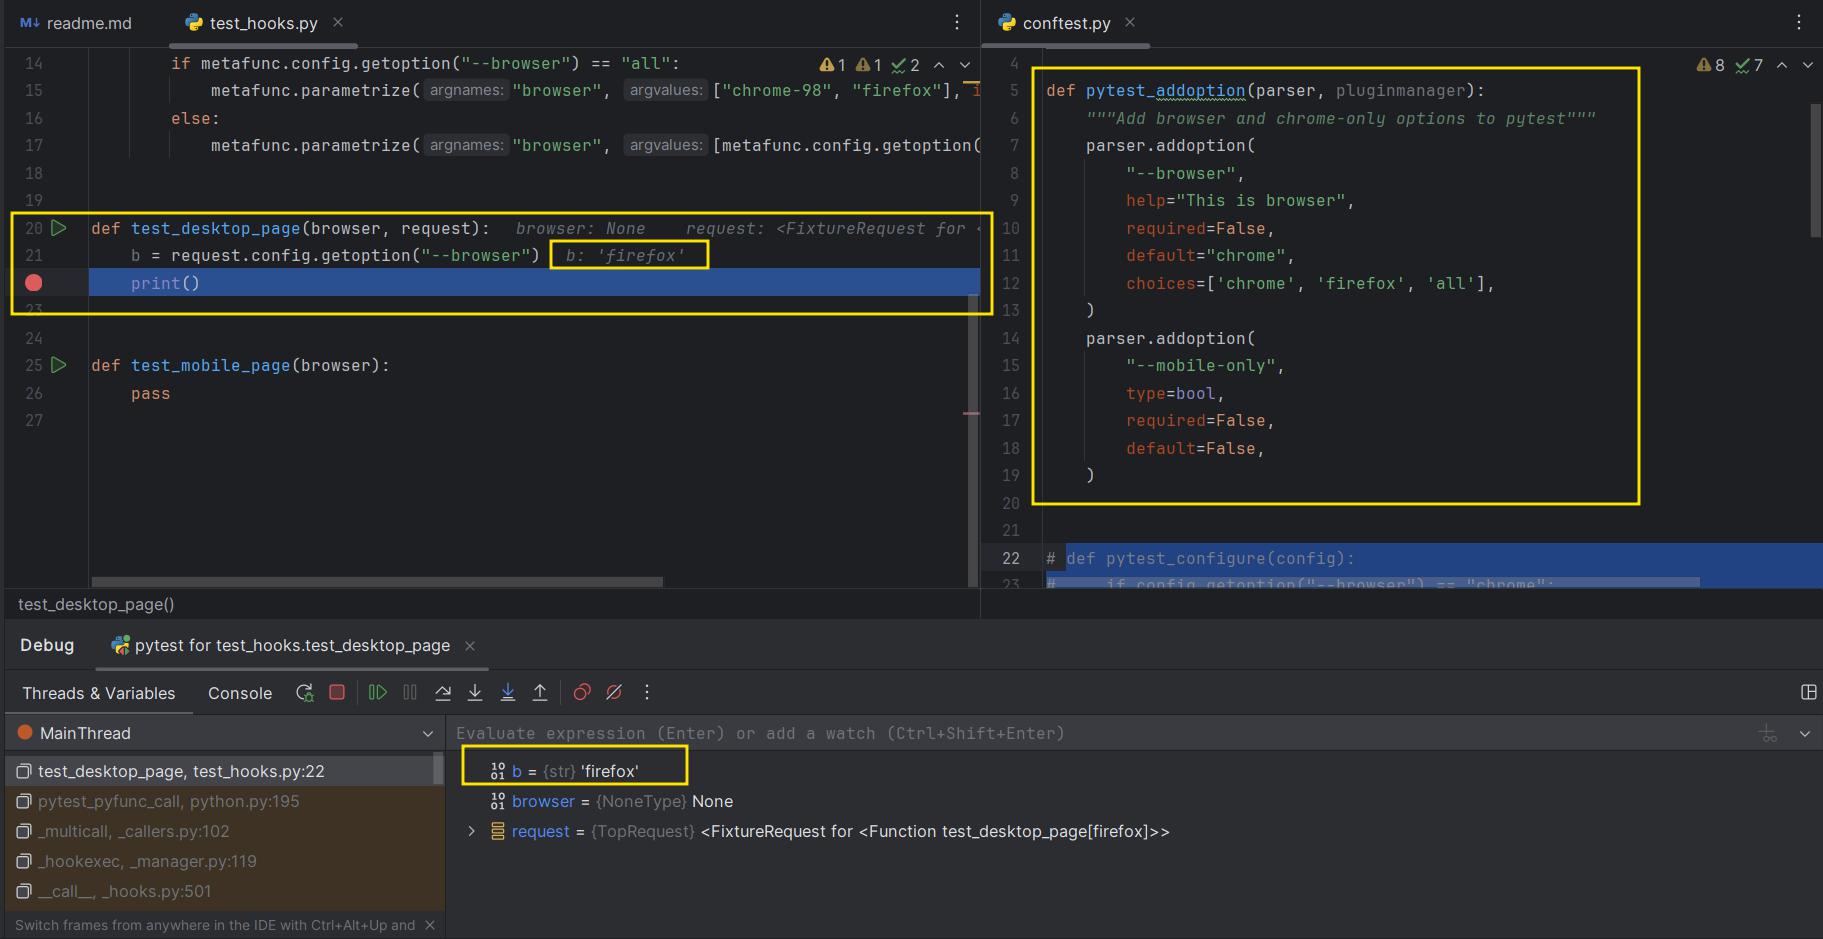 readme.md
test_hooks.py
14 if metafunc.config.getoption("--browser") == "all":
1 1 2
15 metafunc.parametrize( argnames: "browser", argvalues: ["chrome-98", "firefox"], i
16 else:
17 metafunc.parametrize( argnames: "browser", argvalues: [metafunc.config.getoption(
18
19
20 def test_desktop_page(browser, request): browser: None request: <FixtureRequest for <
21 b = request.config.getoption("--browser") b: 'firefox'
print()
23
24
25 def test_mobile_page(browser):
26 pass
27
test_desktop_page()
conftest.py
4
8 7
5 def pytest_addoption(parser, pluginmanager):
6 """Add browser and chrome-only options to pytest"""
7 parser.addoption(
8 "--browser",
9 help="This is browser",
10 required=False,
11 default="chrome",
12 choices=['chrome', 'firefox', 'all'],
13 )
14 parser.addoption(
15 "--mobile-only",
16 type=bool,
17 required=False,
18 default=False,
19 )
20
21
22 # def pytest_configure(config):
23 # if config.getoption("--browser") == "chrome":
Debug
pytest for test_hooks.test_desktop_page
Threads & Variables
Console
MainThread
test_desktop_page, test_hooks.py:22
pytest_pyfunc_call, python.py:195
_multicall, _callers.py:102
_hookexec, _manager.py:119
__call__, _hooks.py:501
Switch frames from anywhere in the IDE with Ctrl+Alt+Up and
Evaluate expression (Enter) or add a watch (Ctrl+Shift+Enter)
b = {str} 'firefox'
browser = {NoneType} None
request = {TopRequest} <FixtureRequest for <Function test_desktop_page[firefox]>>